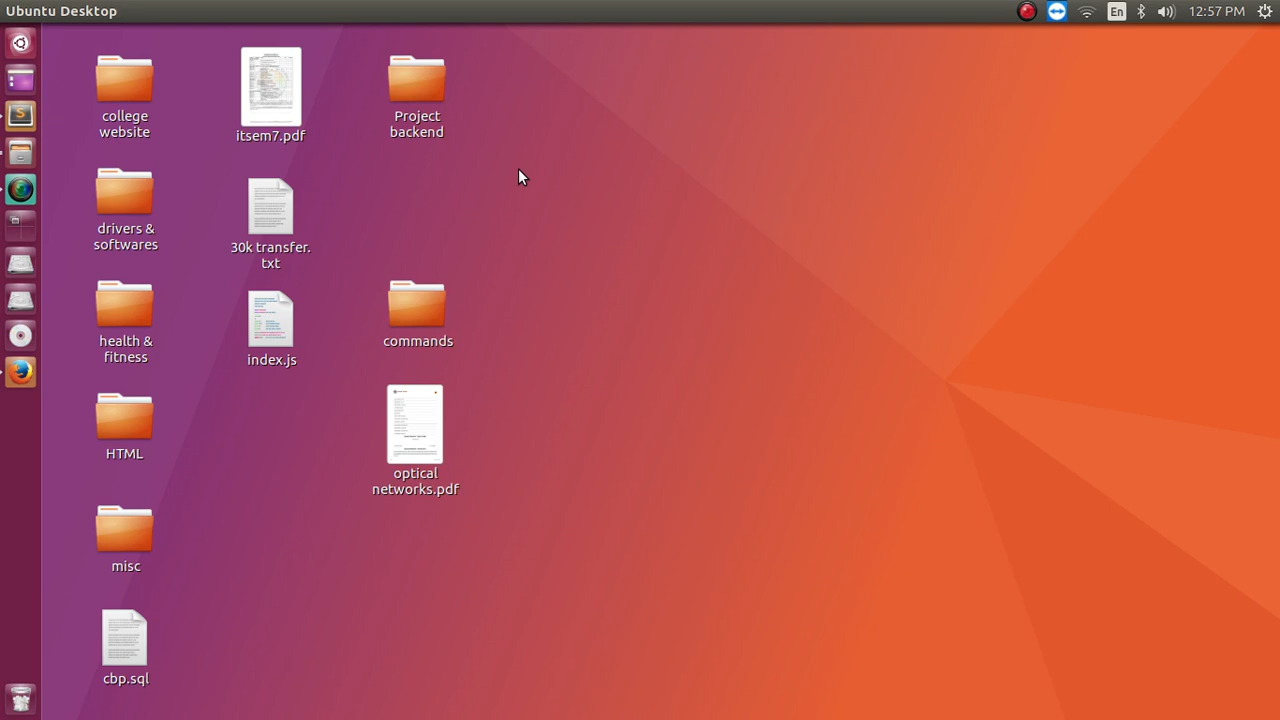 Ubuntu Desktop
En
12:57 PM
college
website
itsem7.pdf
Project
backend
drivers &
softwares
30k transfer.
txt
health &
fitness
index.js
commands
HTML
optical
networks.pdf
misc
cbp.sql